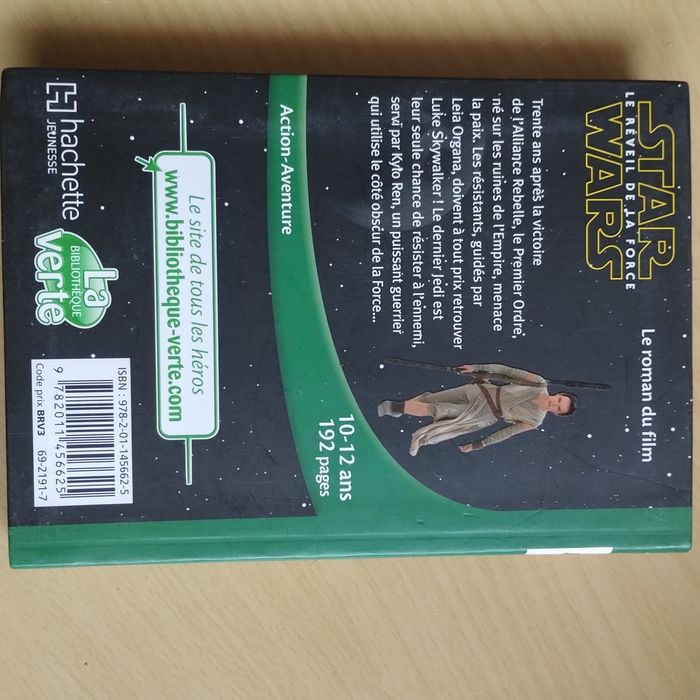 STAR
LE RÉVEIL DE LA FORCE
WARS
Le roman du film
Trente ans après la victoire
de l'Alliance Rebelle, le Premier Ordre,
né sur les ruines de l'Empire, menace
la paix. Les résistants, guidés par
Leia Organa, doivent à tout prix retrouver
Luke Skywalker ! Le dernier Jedi est
leur seule chance de résister à l'ennemi,
servi par Kylo Ren, un puissant guerrier
qui utilise le côté obscur de la Force...
Action-Aventure
10-12 ans
192 pages
Le site de tous les héros
www.bibliotheque-verte.com
hachette
JEUNESSE
La
BIBLIOTHÈQUE
Verte
ISBN : 978-2-01-145662-5
9 782011 456625
Code prix BRV3
69-2191-7